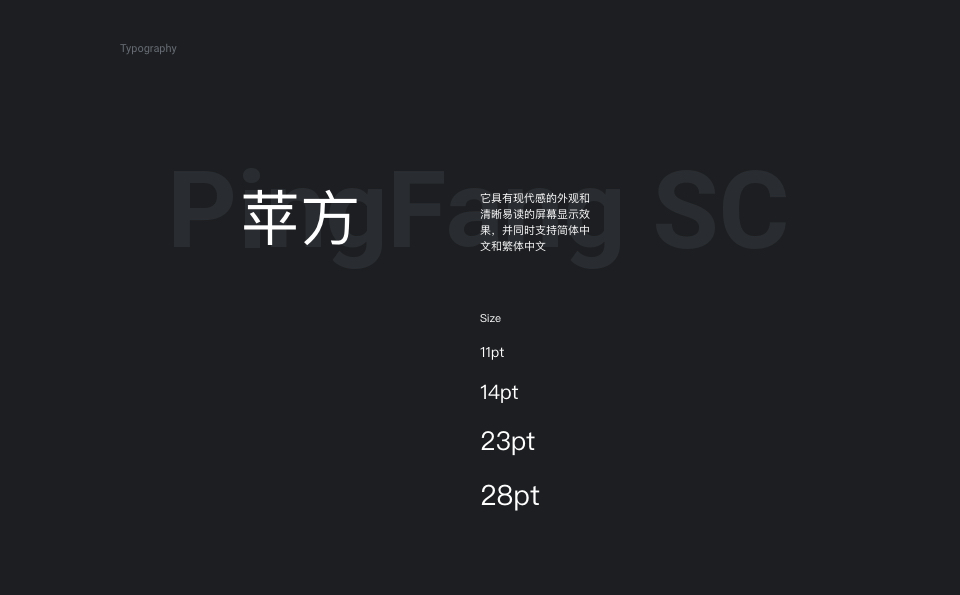 Typography
PingFang SC
苹方
它具有现代感的外观和
清晰易读的屏幕显示效
果，并同时支持简体中
文和繁体中文
Size
11pt
14pt
23pt
28pt